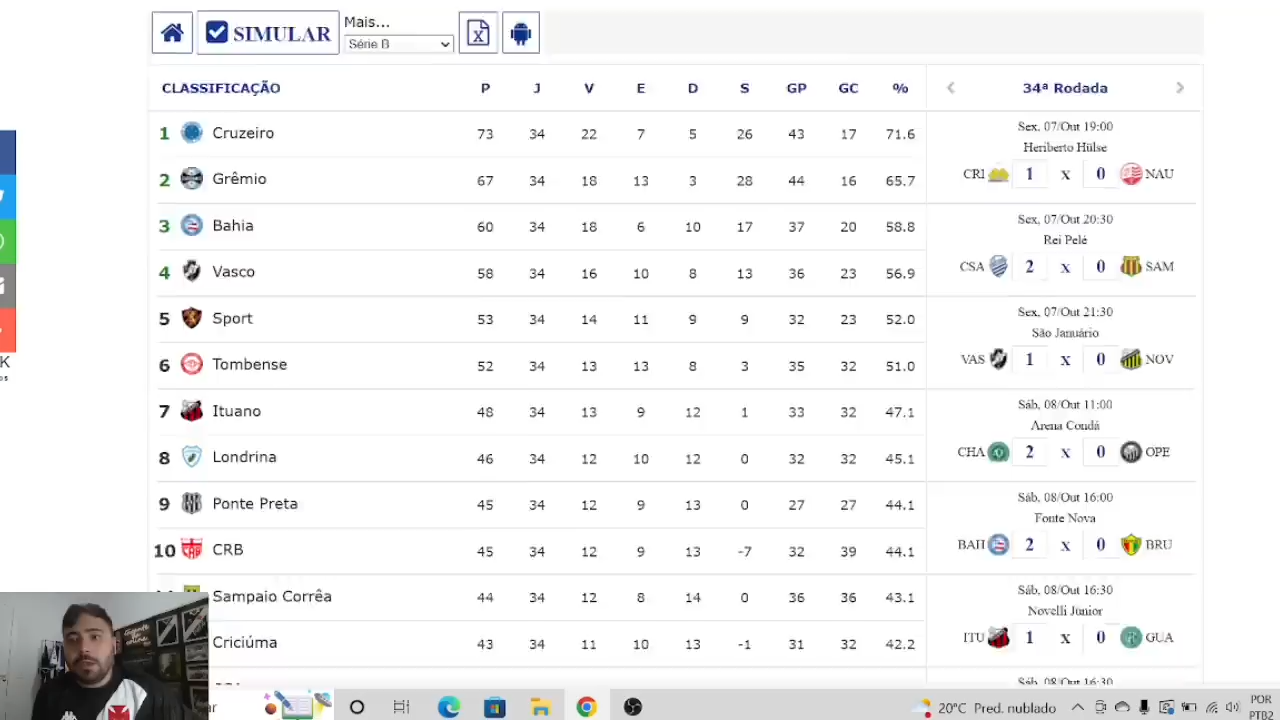 SIMULAR
Mais...
Série B
CLASSIFICAÇÃO P J V E D S GP GC %
1 Cruzeiro 73 34 22 7 5 26 43 17 71.6
2 Grêmio 67 34 18 13 3 28 44 16 65.7
3 Bahia 60 34 18 6 10 17 37 20 58.8
4 Vasco 58 34 16 10 8 13 36 23 56.9
5 Sport 53 34 14 11 9 9 32 23 52.0
6 Tombense 52 34 13 13 8 3 35 32 51.0
7 Ituano 48 34 13 9 12 1 33 32 47.1
8 Londrina 46 34 12 10 12 0 32 32 45.1
9 Ponte Preta 45 34 12 9 13 0 27 27 44.1
10 CRB 45 34 12 9 13 -7 32 39 44.1
Sampaio Corrêa 44 34 12 8 14 0 36 36 43.1
Criciúma 43 34 11 10 13 -1 31 32 42.2
34ª Rodada
Sex, 07/Out 19:00
Heriberto Hülse
CRI 1 x 0 NAU
Sex, 07/Out 20:30
Rei Pelé
CSA 2 x 0 SAM
Sex, 07/Out 21:30
São Januário
VAS 1 x 0 NOV
Sáb, 08/Out 11:00
Arena Condá
CHA 2 x 0 OPE
Sáb, 08/Out 16:00
Fonte Nova
BAH 2 x 0 BRU
Sáb, 08/Out 16:30
Novelli Júnior
ITU 1 x 0 GUA
Sáb, 08/Out 16:30
K
20°C Pred. nublado
POR
PTB2